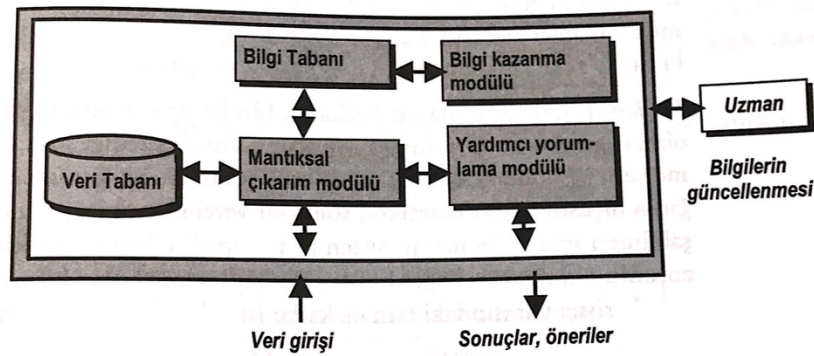 Bilgi Tabanı
Bilgi kazanma
modülü
Uzman
Veri Tabanı
Mantıksal
çıkarım modülü
Yardımcı yorum-
lama modülü
Bilgilerin
güncellenmesi
Veri girişi
Sonuçlar, öneriler